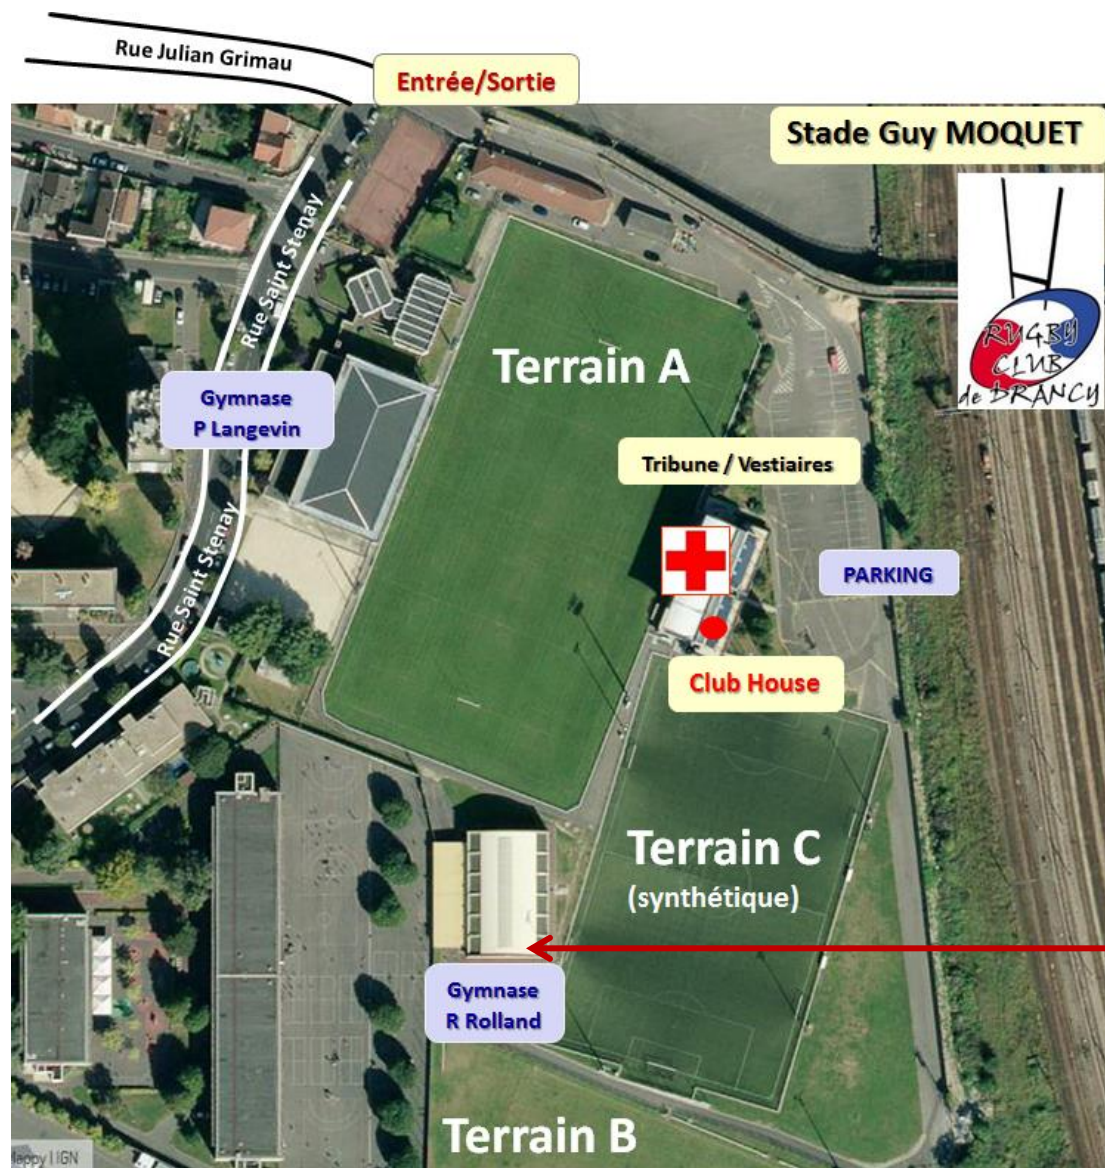 Rue Julian Grimau
Entrée/Sortie
Stade Guy MOQUET
Rue Saint Stenay
RUGBY
CLUB
de DRANCY
Terrain A
Gymnase
P Langevin
Tribune / Vestiaires
Rue Saint Stenay
PARKING
Club House
Terrain C
(synthétique)
Gymnase
R Rolland
Terrain B
IGN